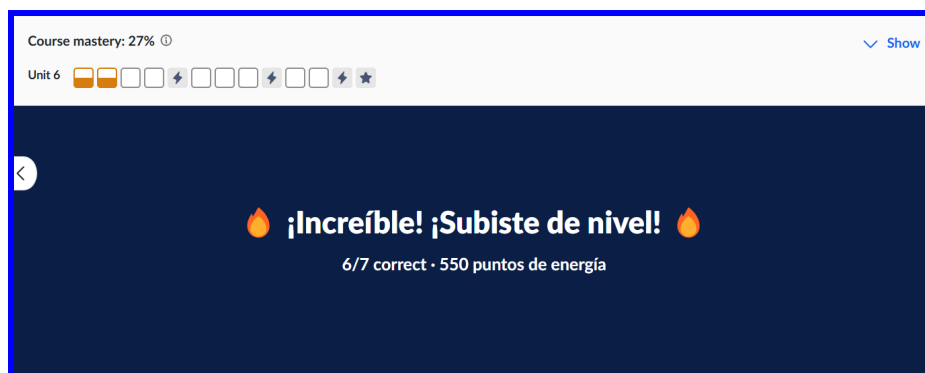 Course mastery: 27%
Show
Unit 6
¡Increíble! ¡Subiste de nivel!
6/7 correct · 550 puntos de energía